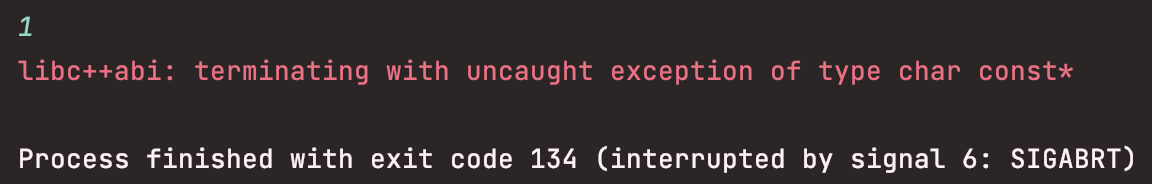 1
libc++abi: terminating with uncaught exception of type char const*
Process finished with exit code 134 (interrupted by signal 6: SIGABRT)